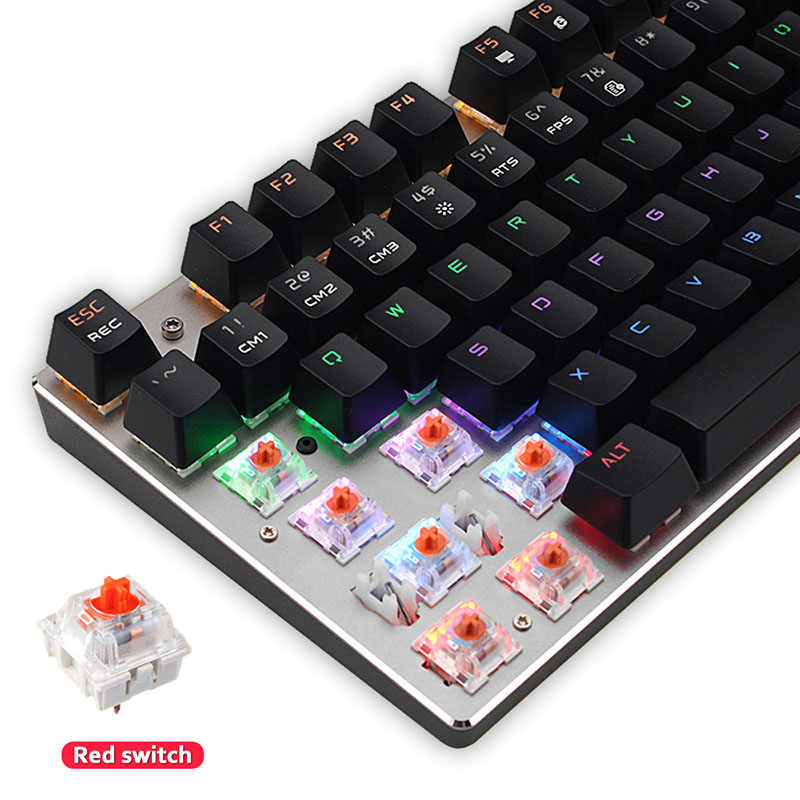 F5
F6
8*
O
F4
7&
I
6^
FPS
U
F3
5%
RTS
Y
J
F2
4$
T
H
3#
CM3
R
G
F1
2@
CM2
E
F
V
ESC
REC
1!
CM1
W
D
C
~
Q
S
X
ALT
Red switch